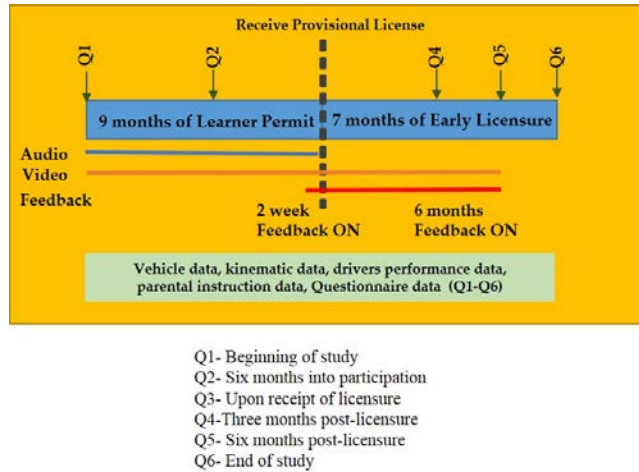 Receive Provisional License
Q1
Q2
Q4
Q5
Q6
9 months of Learner Permit
7 months of Early Licensure
Audio
Video
Feedback
2 week
Feedback ON
6 months
Feedback ON
Vehicle data, kinematic data, drivers performance data,
parental instruction data, Questionnaire data (Q1-Q6)
Q1- Beginning of study
Q2- Six months into participation
Q3- Upon receipt of licensure
Q4-Three months post-licensure
Q5- Six months post-licensure
Q6- End of study